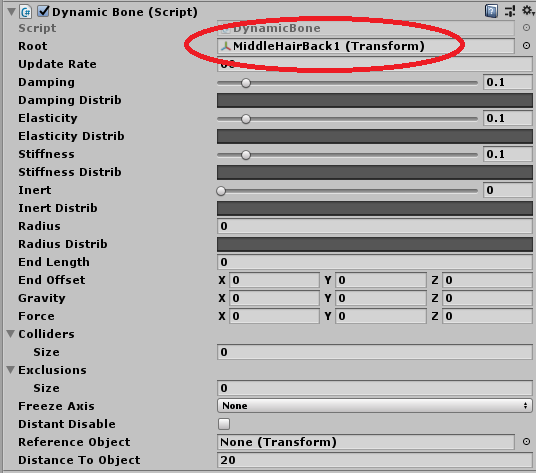 Dynamic Bone (Script)
Script DynamicBone
Root MiddleHairBack1 (Transform)
Update Rate 60
Damping 0.1
Damping Distrib
Elasticity 0.1
Elasticity Distrib
Stiffness 0.1
Stiffness Distrib
Inert 0
Inert Distrib
Radius 0
Radius Distrib
End Length 0
End Offset X 0 Y 0 Z 0
Gravity X 0 Y 0 Z 0
Force X 0 Y 0 Z 0
Colliders
Size 0
Exclusions
Size 0
Freeze Axis None
Distant Disable
Reference Object None (Transform)
Distance To Object 20